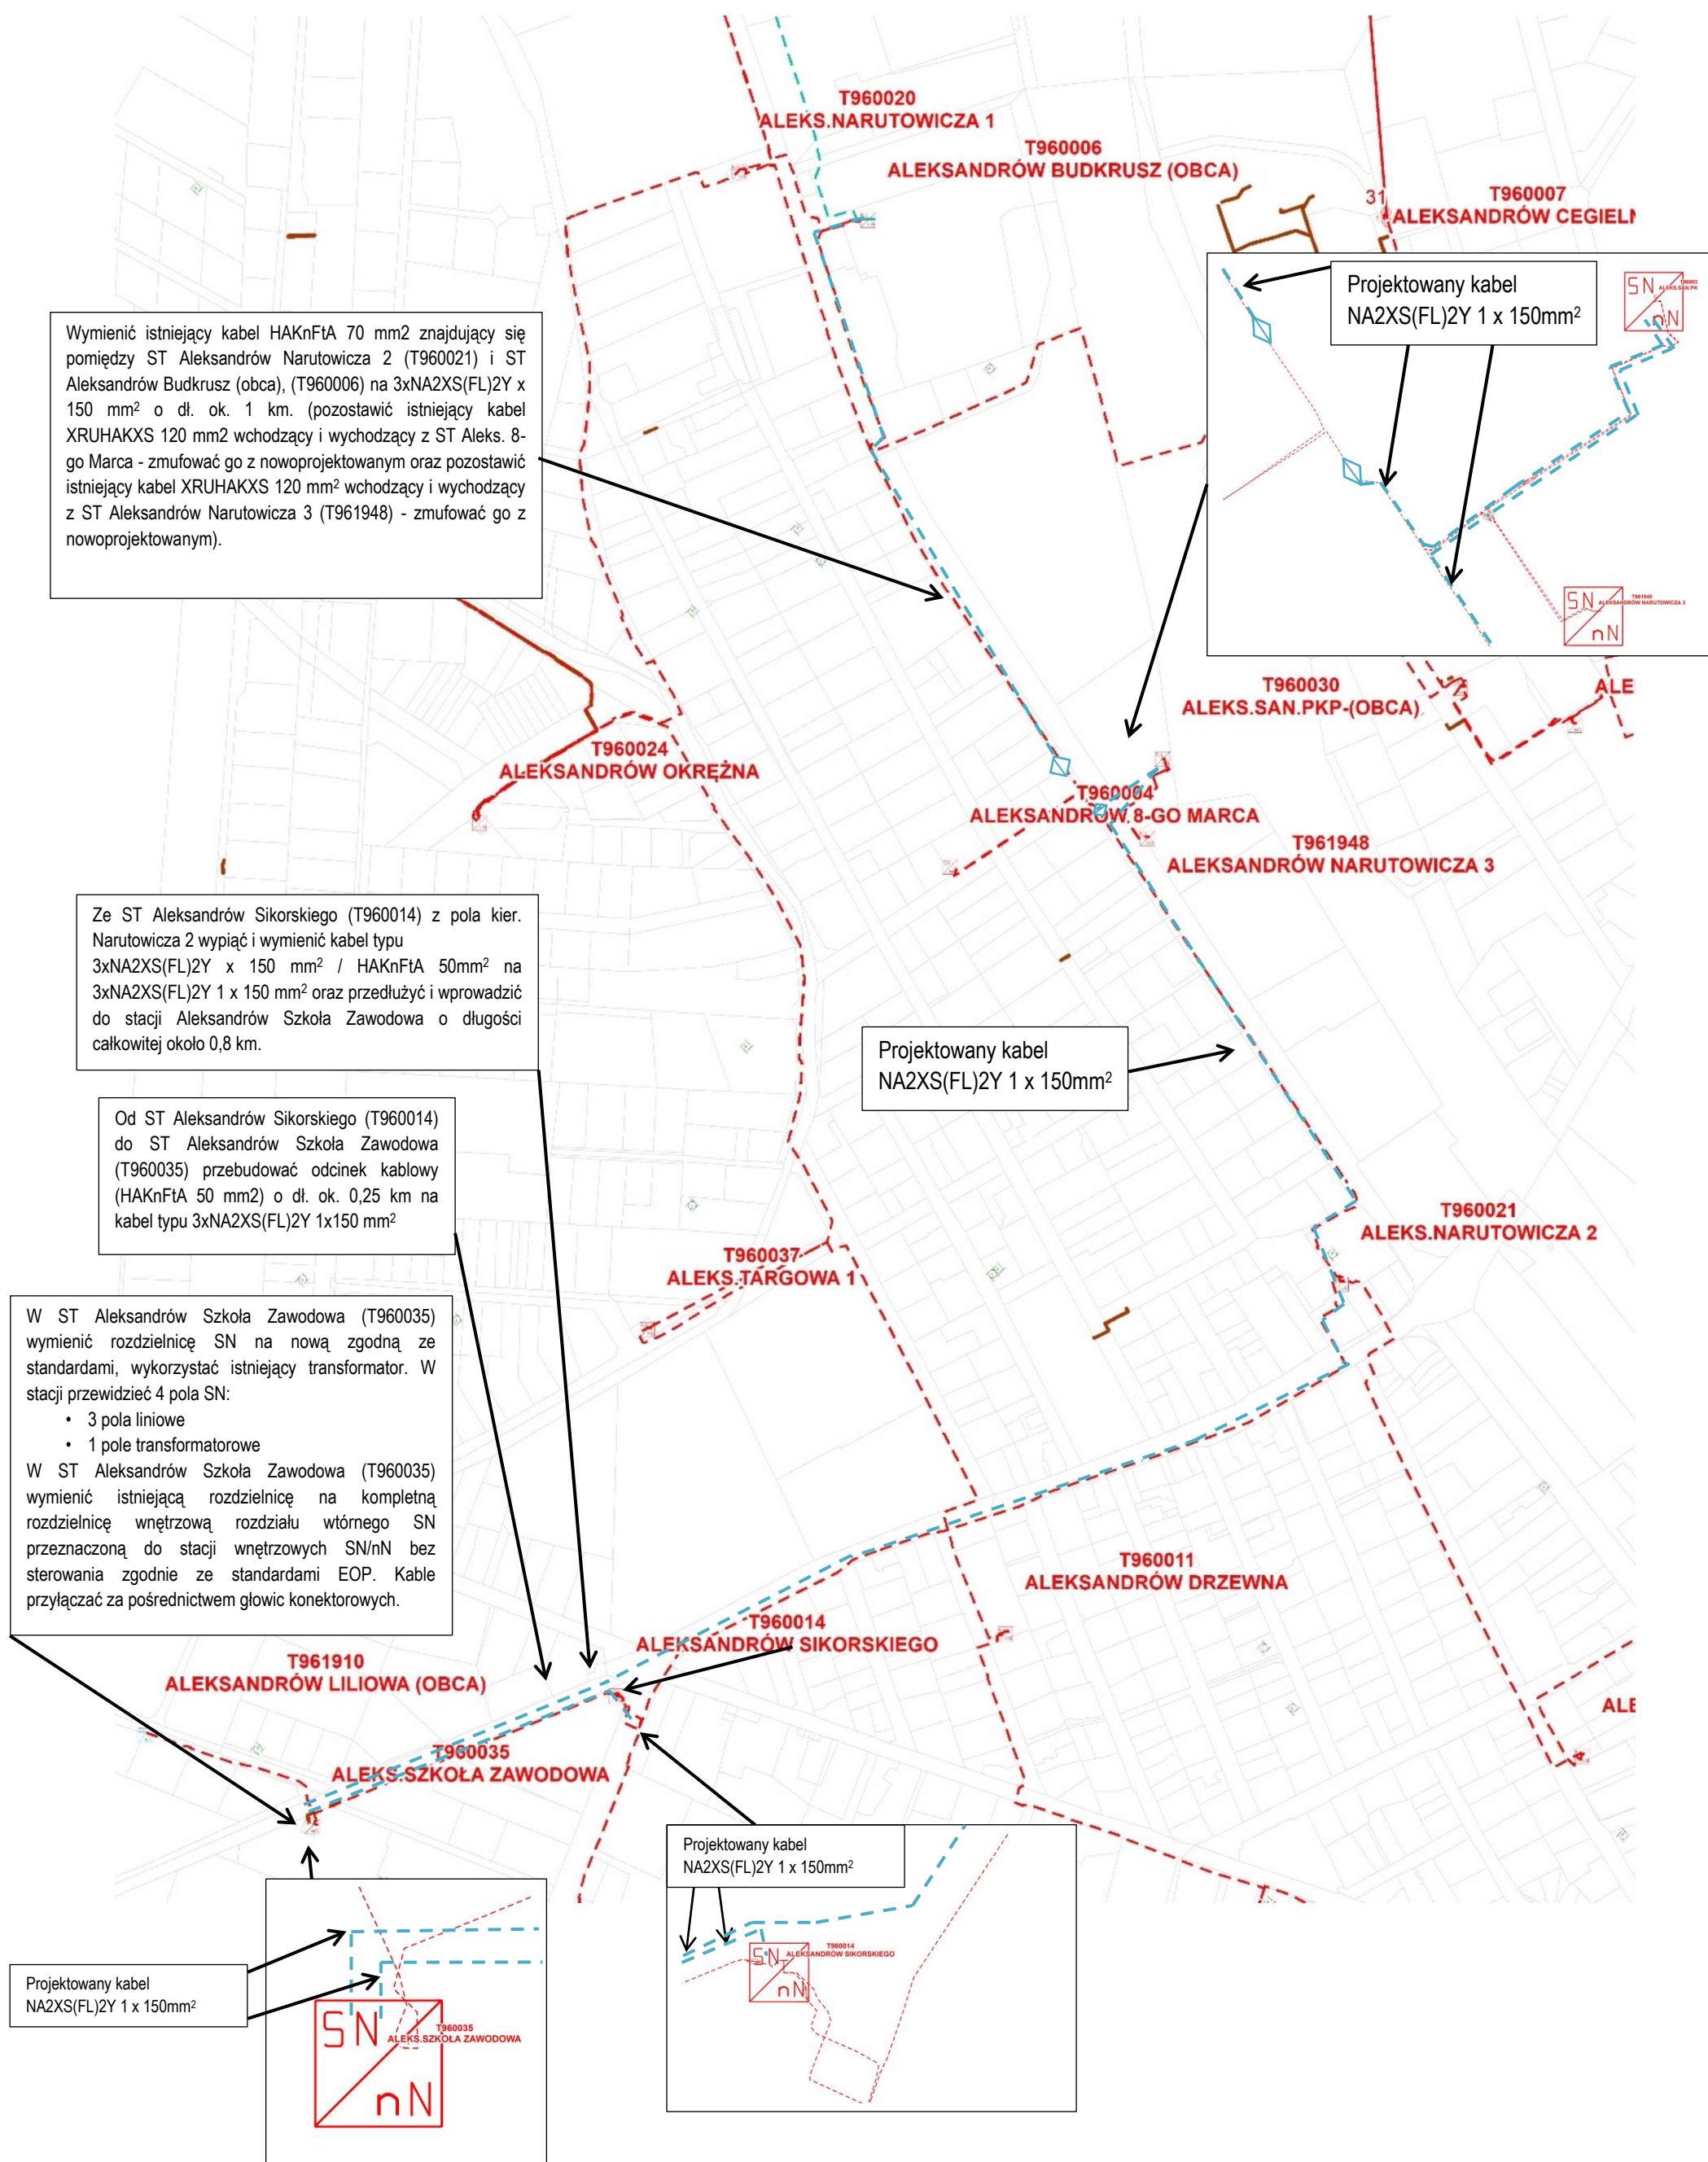 T960020
ALEKS.NARUTOWICZA 1
T960006
ALEKSANDRÓW BUDKRUSZ (OBCA)
31
T960007
ALEKSANDRÓW CEGIELN
Projektowany kabel
NA2XS(FL)2Y 1 x 150mm²
SN
nN
T961948
ALEKSANDRÓW NARUTOWICZA 3
SN
nN
Wymienić istniejący kabel HAKnFtA 70 mm2 znajdujący się
pomiędzy ST Aleksandrów Narutowicza 2 (T960021) i ST
Aleksandrów Budkrusz (obca), (T960006) na 3xNA2XS(FL)2Y x
150 mm² o dł. ok. 1 km. (pozostawić istniejący kabel
XRUHAKXS 120 mm2 wchodzący i wychodzący z ST Aleks. 8-
go Marca - zmufować go z nowoprojektowanym oraz pozostawić
istniejący kabel XRUHAKXS 120 mm² wchodzący i wychodzący
z ST Aleksandrów Narutowicza 3 (T961948) - zmufować go z
nowoprojektowanym).
T960030
ALEKS.SAN.PKP-(OBCA)
ALE
T960024
ALEKSANDRÓW OKRĘŻNA
T960004
ALEKSANDRÓW 8-GO MARCA
T961948
ALEKSANDRÓW NARUTOWICZA 3
Ze ST Aleksandrów Sikorskiego (T960014) z pola kier.
Narutowicza 2 wypiąć i wymienić kabel typu
3xNA2XS(FL)2Y x 150 mm² / HAKnFtA 50mm² na
3xNA2XS(FL)2Y 1 x 150 mm² oraz przedłużyć i wprowadzić
do stacji Aleksandrów Szkoła Zawodowa o długości
całkowitej około 0,8 km.
Projektowany kabel
NA2XS(FL)2Y 1 x 150mm²
Od ST Aleksandrów Sikorskiego (T960014)
do ST Aleksandrów Szkoła Zawodowa
(T960035) przebudować odcinek kablowy
(HAKnFtA 50 mm2) o dł. ok. 0,25 km na
kabel typu 3xNA2XS(FL)2Y 1x150 mm²
T960021
ALEKS.NARUTOWICZA 2
T960037
ALEKS.TARGOWA 1
W ST Aleksandrów Szkoła Zawodowa (T960035)
wymienić rozdzielnicę SN na nową zgodną ze
standardami, wykorzystać istniejący transformator. W
stacji przewidzieć 4 pola SN:
• 3 pola liniowe
• 1 pole transformatorowe
W ST Aleksandrów Szkoła Zawodowa (T960035)
wymienić istniejącą rozdzielnicę na kompletną
rozdzielnicę wnętrzową rozdziału wtórnego SN
przeznaczoną do stacji wnętrzowych SN/nN bez
sterowania zgodnie ze standardami EOP. Kable
przyłączać za pośrednictwem głowic konektorowych.
T960011
ALEKSANDRÓW DRZEWNA
T960014
ALEKSANDRÓW SIKORSKIEGO
T961910
ALEKSANDRÓW LILIOWA (OBCA)
ALE
T960035
ALEKS.SZKOŁA ZAWODOWA
Projektowany kabel
NA2XS(FL)2Y 1 x 150mm²
T960014
ALEKSANDRÓW SIKORSKIEGO
SN
nN
Projektowany kabel
NA2XS(FL)2Y 1 x 150mm²
SN
T960035
ALEKS.SZKOŁA ZAWODOWA
nN